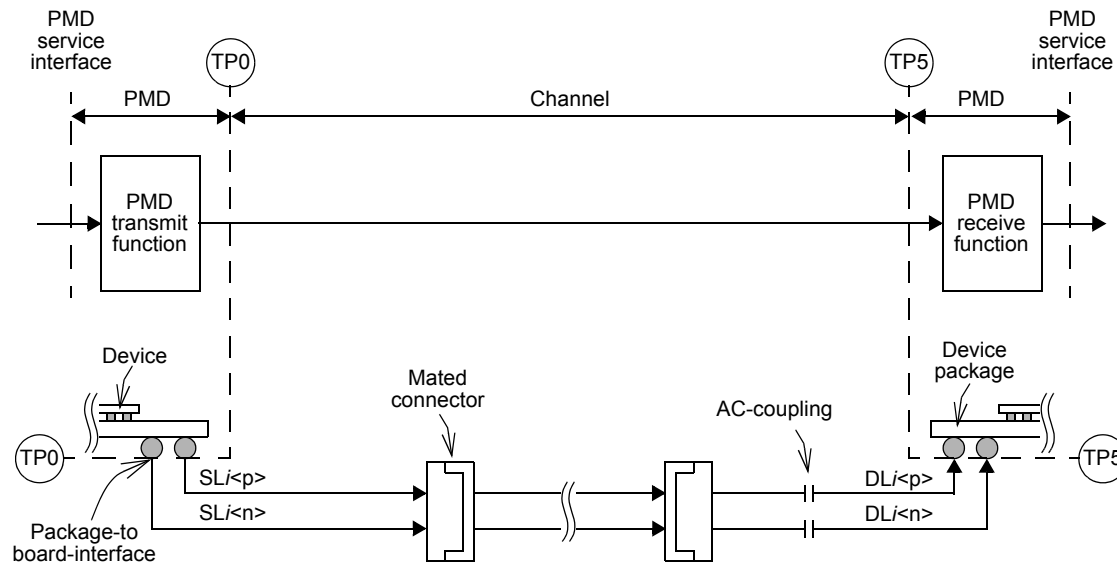 PMD
service
interface
TP0
PMD
Channel
TP5
PMD
PMD
service
interface
PMD
transmit
function
PMD
receive
function
Device
Mated
connector
AC-coupling
Device
package
TP0
SLi<p>
SLi<n>
DLi<p>
DLi<n>
TP5
Package-to
board-interface